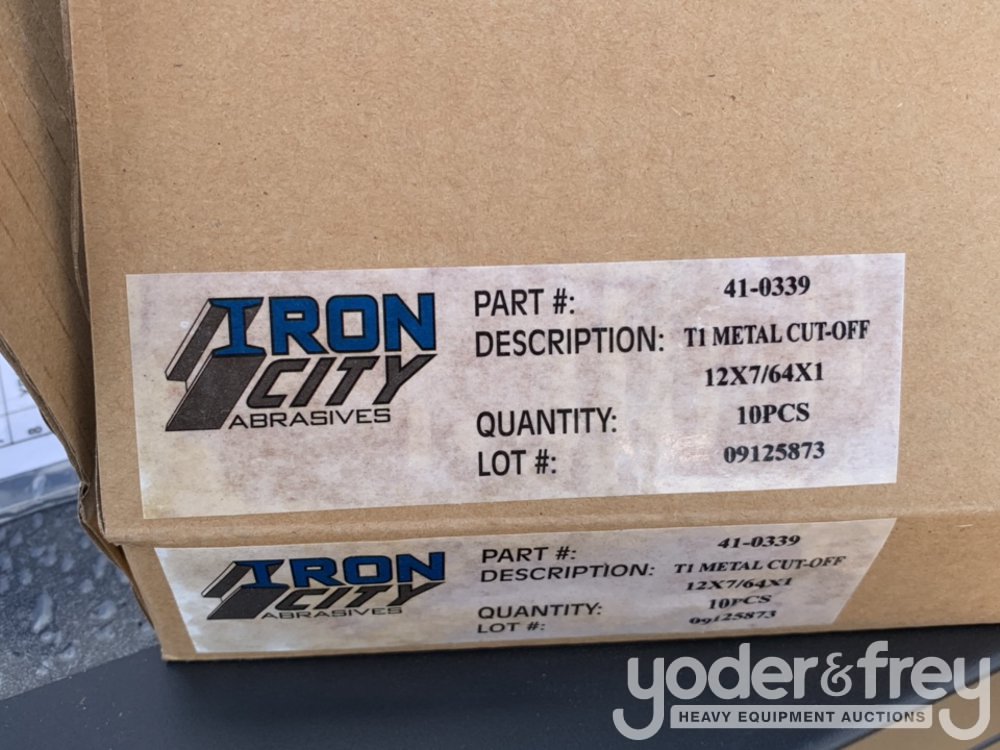 IRON
CITY
ABRASIVES
PART #: 41-0339
DESCRIPTION: T1 METAL CUT-OFF
12X7/64X1
QUANTITY: 10PCS
LOT #: 09125873
IRON
CITY
ABRASIVES
PART #: 41-0339
DESCRIPTION: T1 METAL CUT-OFF
12X7/64X1
QUANTITY: 10PCS
LOT #: 09125873
yoder&frey
HEAVY EQUIPMENT AUCTIONS